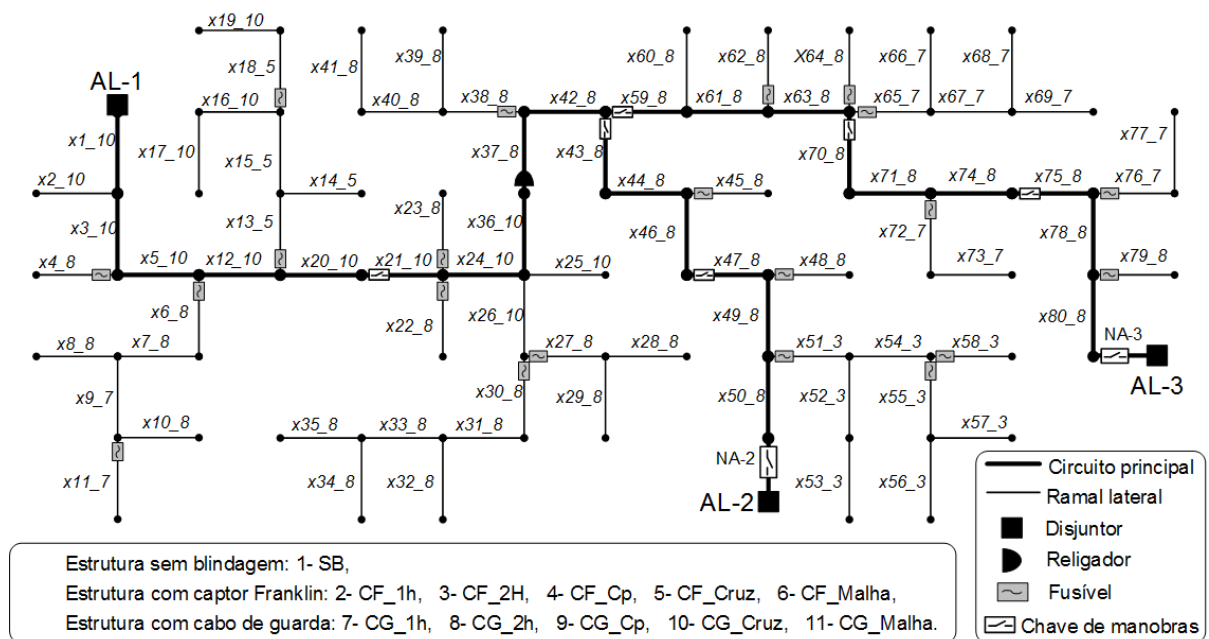 x19_10
x18_5
x41_8
x39_8
x60_8
x62_8
X64_8
x66_7
x68_7
AL-1
x16_10
x40_8
x38_8
x42_8
x59_8
x61_8
x63_8
x65_7
x67_7
x69_7
x1_10
x17_10
x15_5
x37_8
x43_8
x70_8
x77_7
x2_10
x14_5
x44_8
x45_8
x71_8
x74_8
x75_8
x76_7
x3_10
x13_5
x23_8
x36_10
x46_8
x72_7
x78_8
x4_8
x5_10
x12_10
x20_10
x21_10
x24_10
x25_10
x47_8
x48_8
x73_7
x79_8
x6_8
x22_8
x26_10
x49_8
x80_8
NA-3
x8_8
x7_8
x27_8
x28_8
x51_3
x54_3
x58_3
AL-3
x9_7
x30_8
x29_8
x50_8
x52_3
x55_3
x10_8
x35_8
x33_8
x31_8
x57_3
x11_7
x34_8
x32_8
NA-2
x53_3
x56_3
AL-2
Circuito principal
Ramal lateral
Disjuntor
Religador
Fusível
Chave de manobras
Estrutura sem blindagem: 1- SB,
Estrutura com captor Franklin: 2- CF_1h, 3- CF_2H, 4- CF_Cp, 5- CF_Cruz, 6- CF_Malha,
Estrutura com cabo de guarda: 7- CG_1h, 8- CG_2h, 9- CG_Cp, 10- CG_Cruz, 11- CG_Malha.